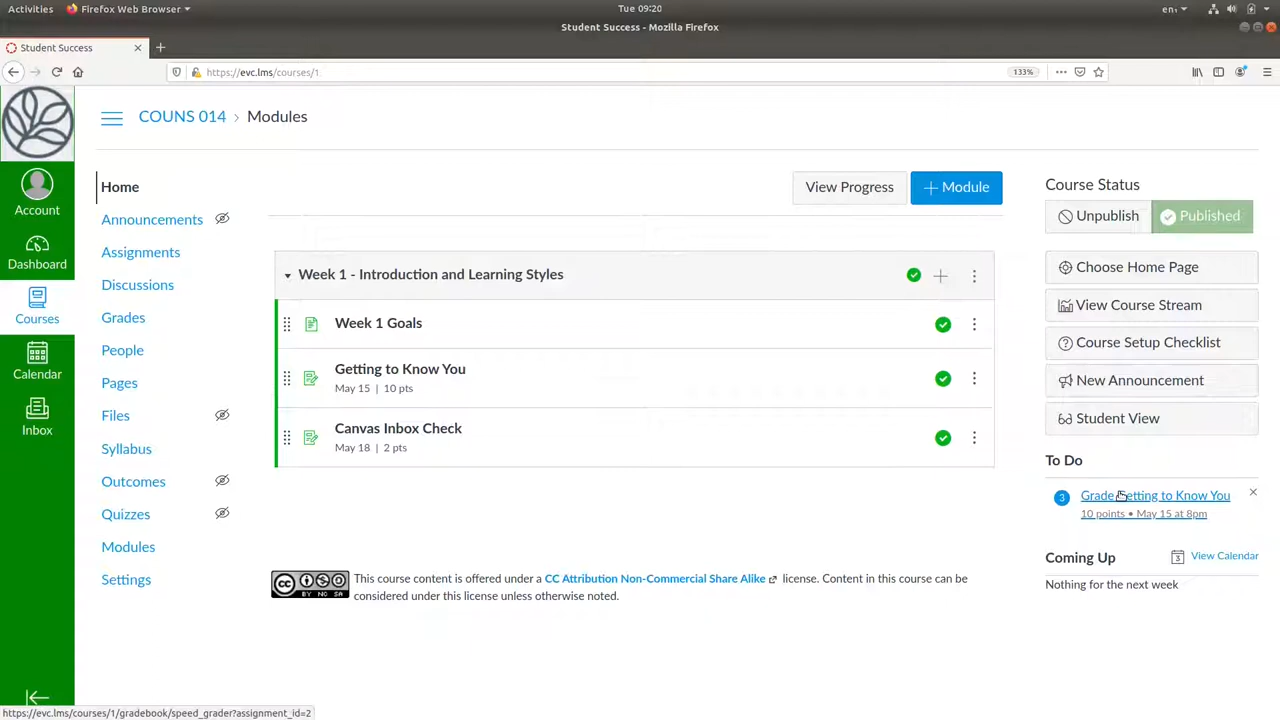 Activities
Firefox Web Browser
Tue 09:20
en
Student Success - Mozilla Firefox
Student Success
https://evc.lms/courses/1
133%
COUNS 014 › Modules
Account
Dashboard
Courses
Calendar
Inbox
Home
Announcements
Assignments
Discussions
Grades
People
Pages
Files
Syllabus
Outcomes
Quizzes
Modules
Settings
View Progress
+ Module
Week 1 - Introduction and Learning Styles
Week 1 Goals
Getting to Know You
May 15 | 10 pts
Canvas Inbox Check
May 18 | 2 pts
CC BY NC SA
This course content is offered under a CC Attribution Non-Commercial Share Alike license. Content in this course can be
considered under this license unless otherwise noted.
Course Status
Unpublish
Published
Choose Home Page
View Course Stream
Course Setup Checklist
New Announcement
Student View
To Do
3
Grade Getting to Know You
10 points • May 15 at 8pm
Coming Up
3
View Calendar
Nothing for the next week
https://evc.lms/courses/1/gradebook/speed_grader?assignment_id=2